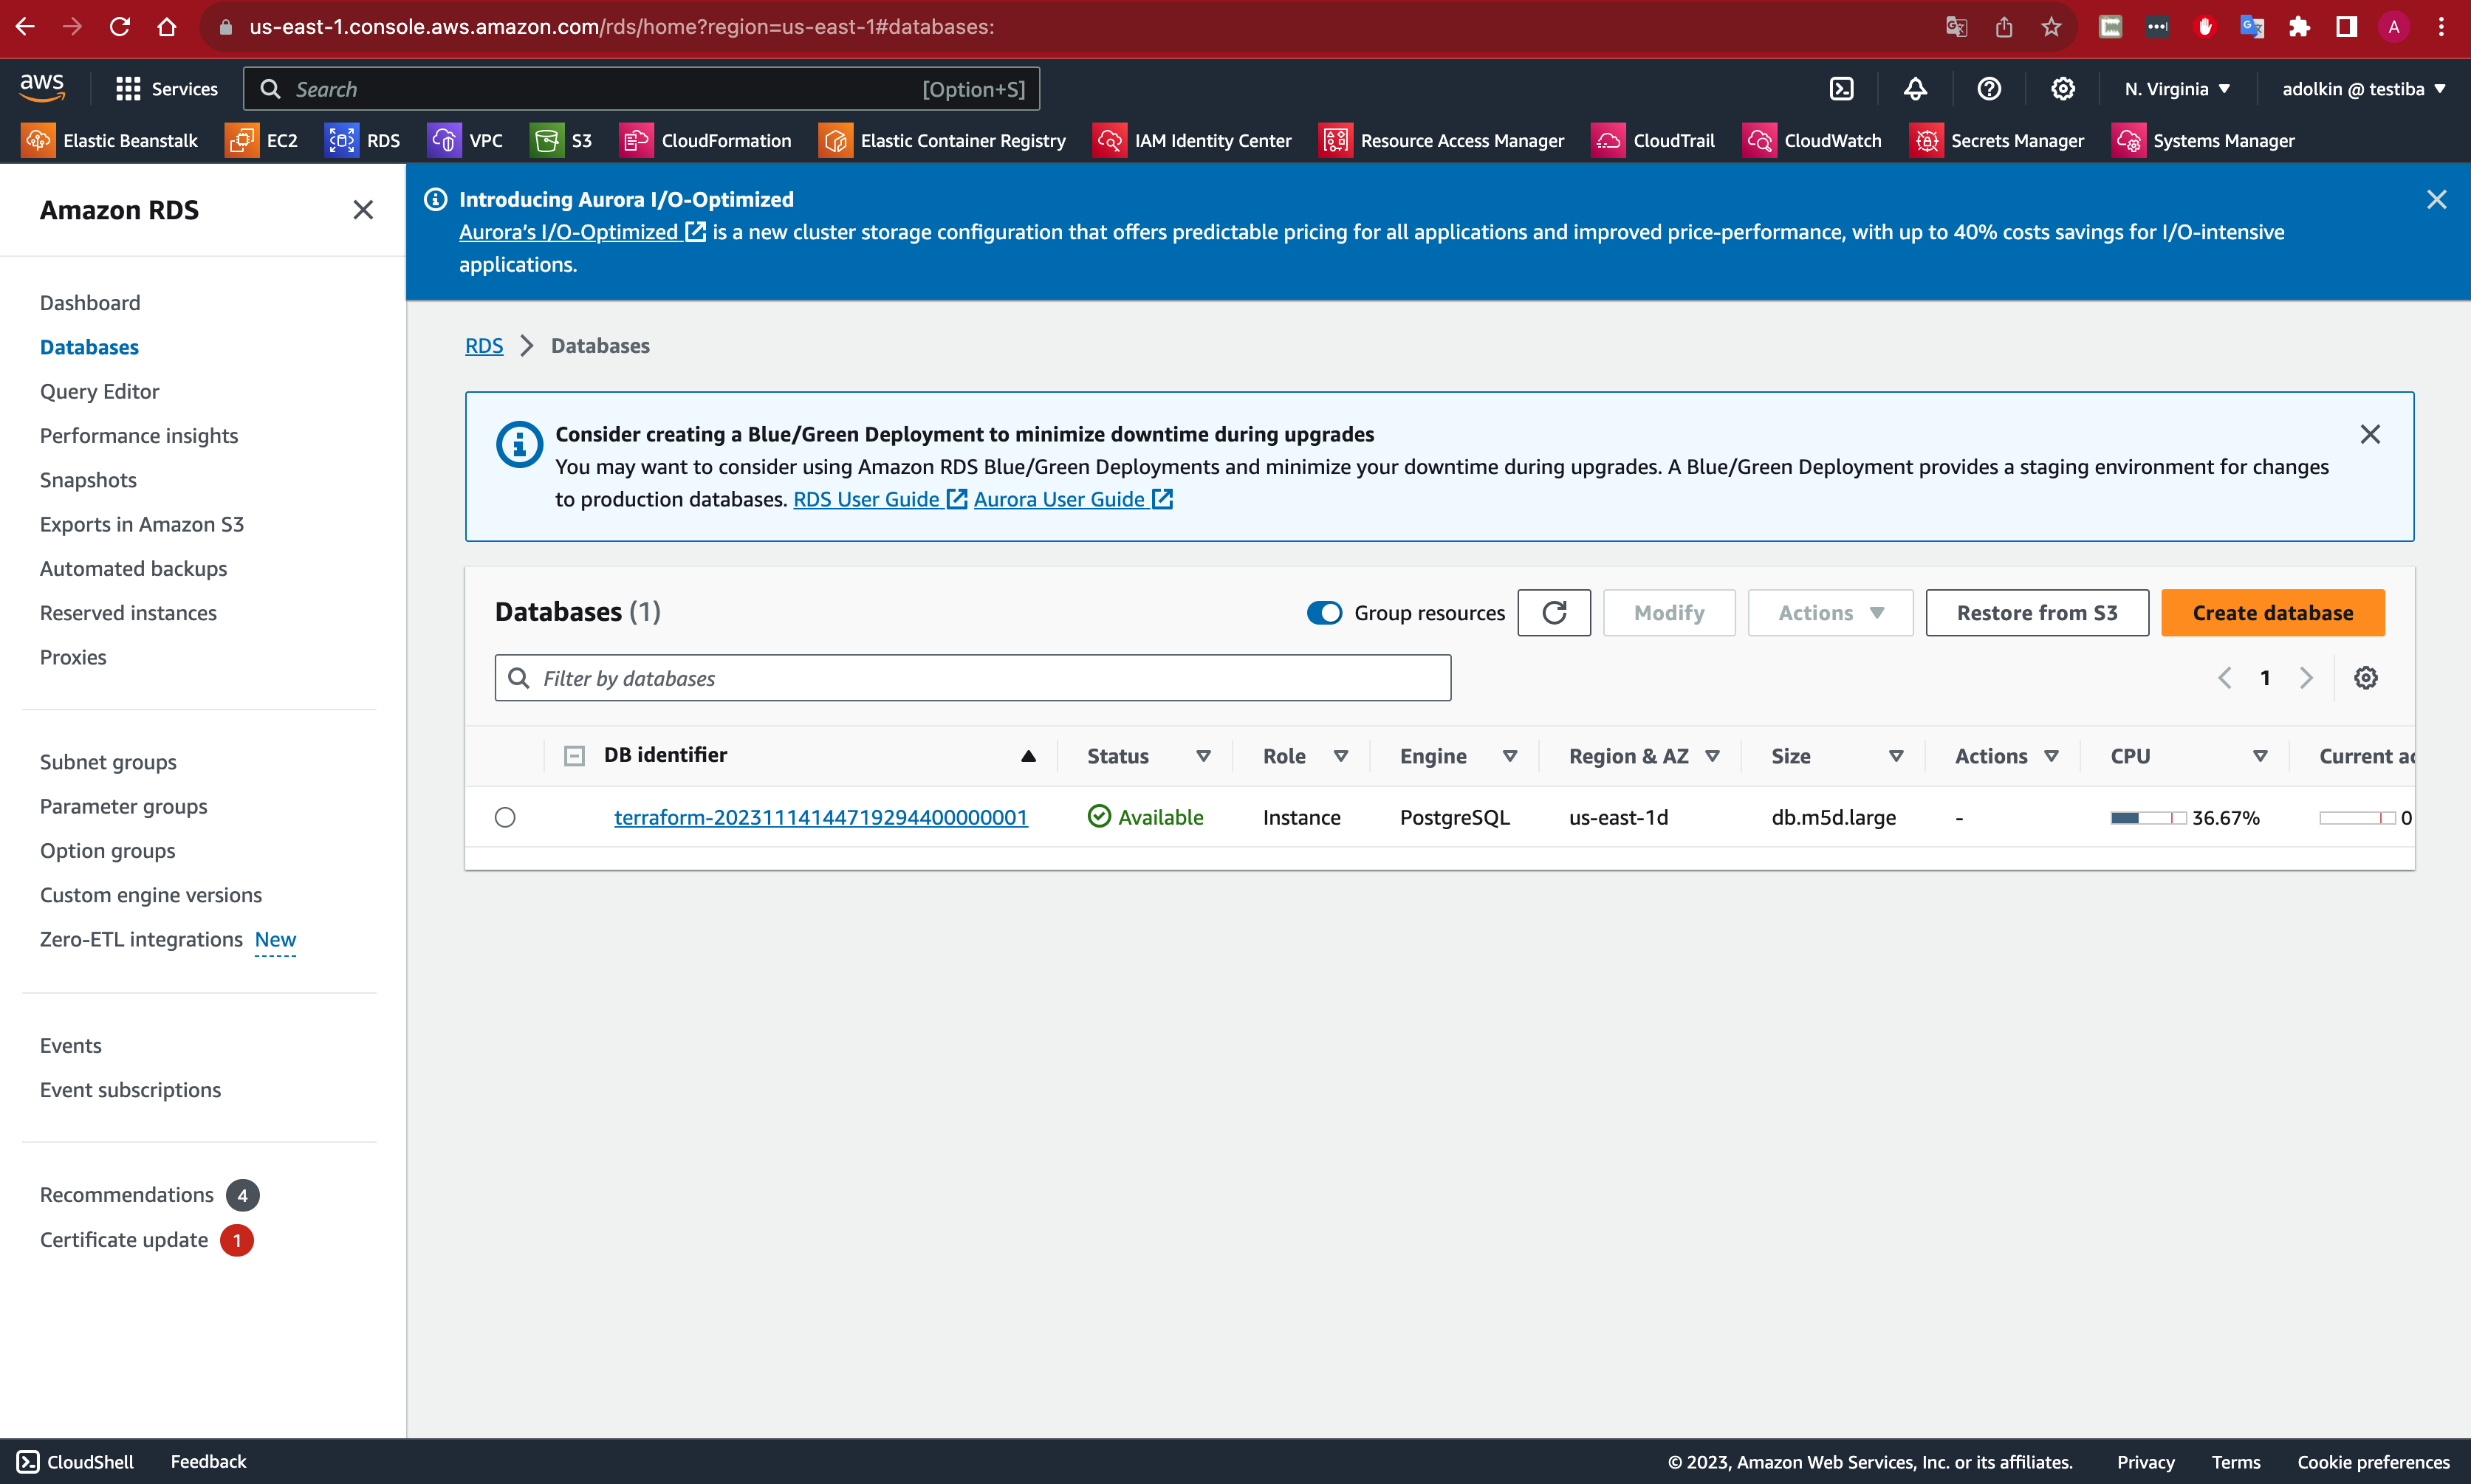 us-east-1.console.aws.amazon.com/rds/home?region=us-east-1#databases:
A
aws
Services
Search
[Option+S]
N. Virginia
adolkin @ testiba
Elastic Beanstalk
EC2
RDS
VPC
S3
CloudFormation
Elastic Container Registry
IAM Identity Center
Resource Access Manager
CloudTrail
CloudWatch
Secrets Manager
Systems Manager
Amazon RDS
Dashboard
Databases
Query Editor
Performance insights
Snapshots
Exports in Amazon S3
Automated backups
Reserved instances
Proxies
Subnet groups
Parameter groups
Option groups
Custom engine versions
Zero-ETL integrations New
Events
Event subscriptions
Recommendations 4
Certificate update 1
Introducing Aurora I/O-Optimized
Aurora's I/O-Optimized is a new cluster storage configuration that offers predictable pricing for all applications and improved price-performance, with up to 40% costs savings for I/O-intensive
applications.
RDS > Databases
Consider creating a Blue/Green Deployment to minimize downtime during upgrades
You may want to consider using Amazon RDS Blue/Green Deployments and minimize your downtime during upgrades. A Blue/Green Deployment provides a staging environment for changes
to production databases. RDS User Guide Aurora User Guide
Databases (1)
Group resources
Modify
Actions
Restore from S3
Create database
Filter by databases
1
DB identifier
Status
Role
Engine
Region & AZ
Size
Actions
CPU
Current ac
terraform-20231114144719294400000001
Available
Instance
PostgreSQL
us-east-1d
db.m5d.large
-
36.67%
0
CloudShell
Feedback
© 2023, Amazon Web Services, Inc. or its affiliates.
Privacy
Terms
Cookie preferences